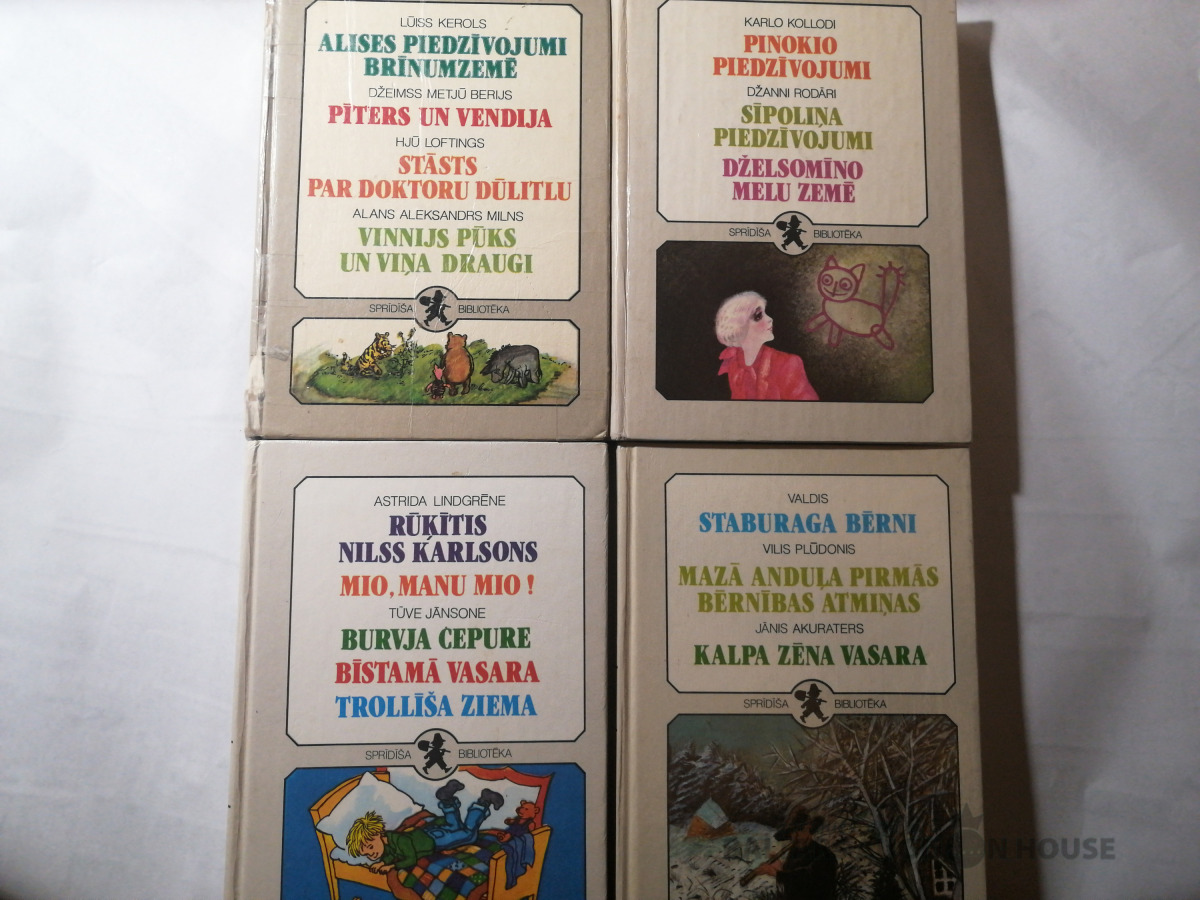 LŪISS KEROLS
ALISES PIEDZĪVOJUMI
BRĪNUMZEMĒ
DŽEIMSS METJŪ BERIJS
PĪTERS UN VENDIJA
HJŪ LOFTINGS
STĀSTS
PAR DOKTORU DŪLITLU
ALANS ALEKSANDRS MILNS
VINNIJS PŪKS
UN VIŅA DRAUGI
SPRĪDĪŠA BIBLIOTĒKA
KARLO KOLLODI
PINOKIO
PIEDZĪVOJUMI
DŽANNI RODĀRI
SĪPOLIŅA
PIEDZĪVOJUMI
DŽELSOMĪNO
MELU ZEMĒ
SPRĪDĪŠA BIBLIOTĒKA
ASTRIDA LINDGRĒNE
RŪĶĪTIS
NILSS KARLSONS
MIO, MANU MIO!
TŪVE JĀNSONE
BURVJA CEPURE
BĪSTAMĀ VASARA
TROLLĪŠA ZIEMA
SPRĪDĪŠA BIBLIOTĒKA
VALDIS
STABURAGA BĒRNI
VILIS PLŪDONIS
MAZĀ ANDUĻA PIRMĀS
BĒRNĪBAS ATMIŅAS
JĀNIS AKURATERS
KALPA ZĒNA VASARA
SPRĪDĪŠA BIBLIOTĒKA
HOUSE